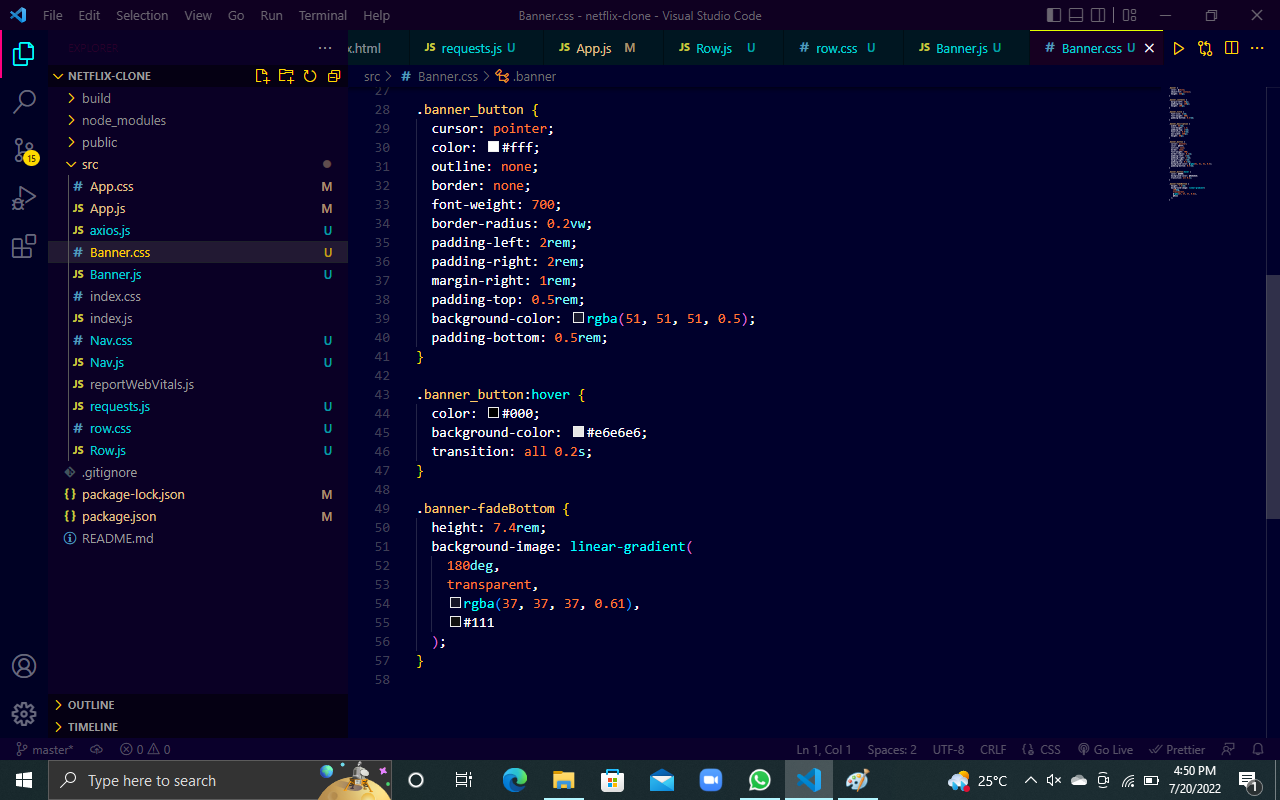 File Edit Selection View Go Run Terminal Help
Banner.css - netflix-clone - Visual Studio Code
EXPLORER
x.html
JS requests.js U
JS App.js M
JS Row.js U
# row.css U
JS Banner.js U
# Banner.css U
NETFLIX-CLONE
src > # Banner.css > .banner
build
node_modules
public
src
# App.css M
JS App.js M
JS axios.js U
# Banner.css U
JS Banner.js U
# index.css
JS index.js
# Nav.css U
JS Nav.js U
JS reportWebVitals.js
JS requests.js U
# row.css U
JS Row.js U
.gitignore
{} package-lock.json M
{} package.json M
README.md
OUTLINE
TIMELINE
15
27
28 .banner_button {
29 cursor: pointer;
30 color: #fff;
31 outline: none;
32 border: none;
33 font-weight: 700;
34 border-radius: 0.2vw;
35 padding-left: 2rem;
36 padding-right: 2rem;
37 margin-right: 1rem;
38 padding-top: 0.5rem;
39 background-color: rgba(51, 51, 51, 0.5);
40 padding-bottom: 0.5rem;
41 }
42
43 .banner_button:hover {
44 color: #000;
45 background-color: #e6e6e6;
46 transition: all 0.2s;
47 }
48
49 .banner-fadeBottom {
50 height: 7.4rem;
51 background-image: linear-gradient(
52 180deg,
53 transparent,
54 rgba(37, 37, 37, 0.61),
55 #111
56 );
57 }
58
master* 0 0
Ln 1, Col 1 Spaces: 2 UTF-8 CRLF CSS Go Live Prettier
Type here to search
25°C
4:50 PM
7/20/2022
1